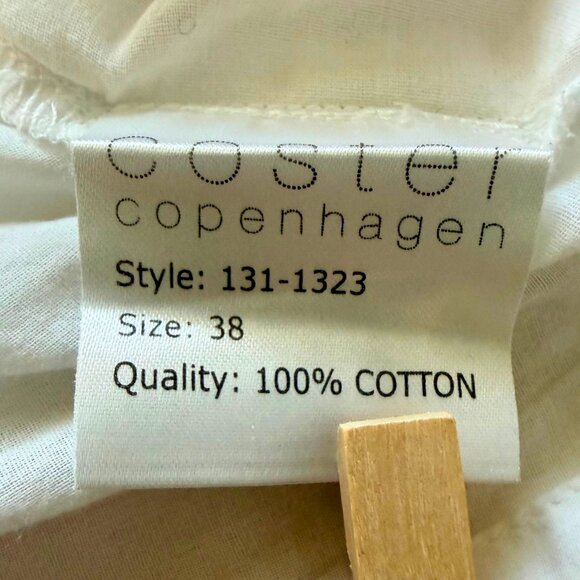 coster
copenhagen
Style: 131-1323
Size: 38
Quality: 100% COTTON